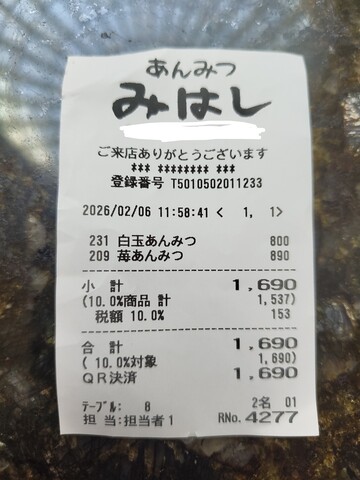 あんみつ
みはし
ご来店ありがとうございます
*** ******** ***
登録番号 T5010502011233
2026/02/06 11:58:41 < 1, 1>
231 白玉あんみつ 800
209 苺あんみつ 890
小 計 1,690
(10.0%商品 計 1,537)
税額 10.0% 153
合 計 1,690
( 10.0%対象 1,690)
QR決済 1,690
ﾃｰﾌﾞﾙ: 8 2名 01
担 当:担当者1 RNo. 4277